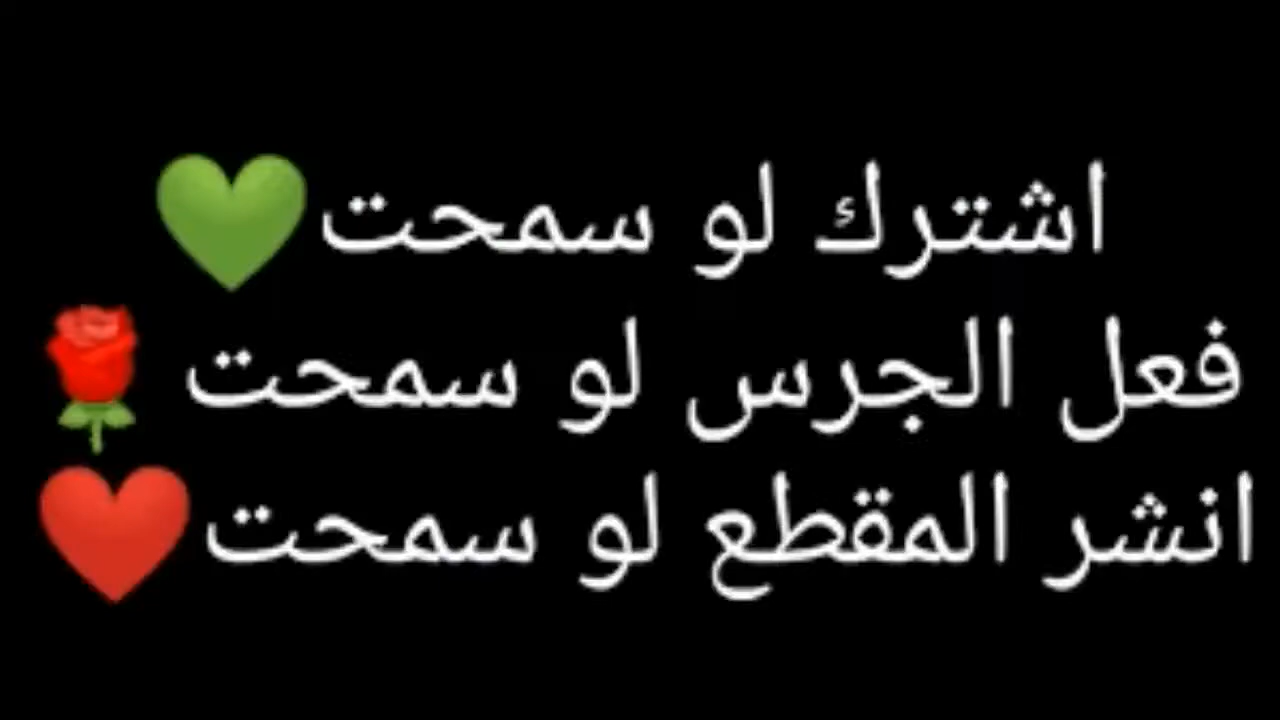 اشترك لو سمحت💚
فعل الجرس لو سمحت 🌹
انشر المقطع لو سمحت❤️